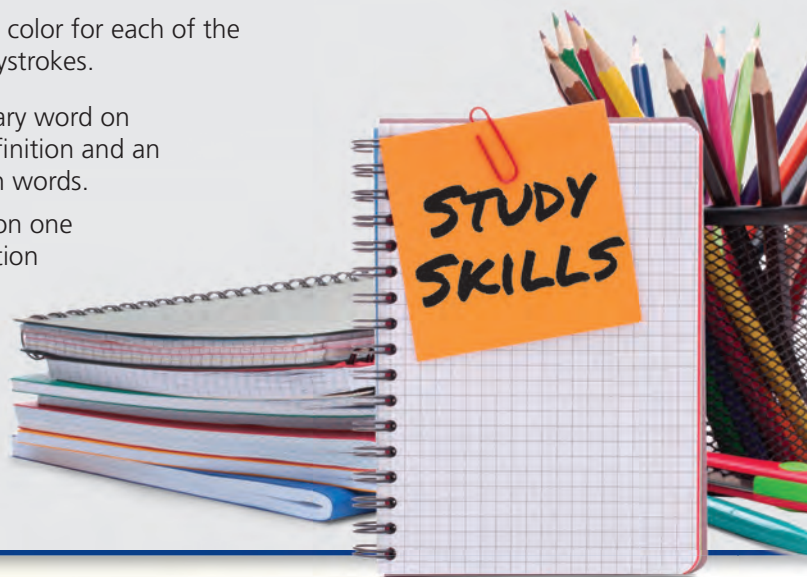 color for each of the
ystrokes.
ary word on
finition and an
n words.
on one
tion
STUDY
SKILLS